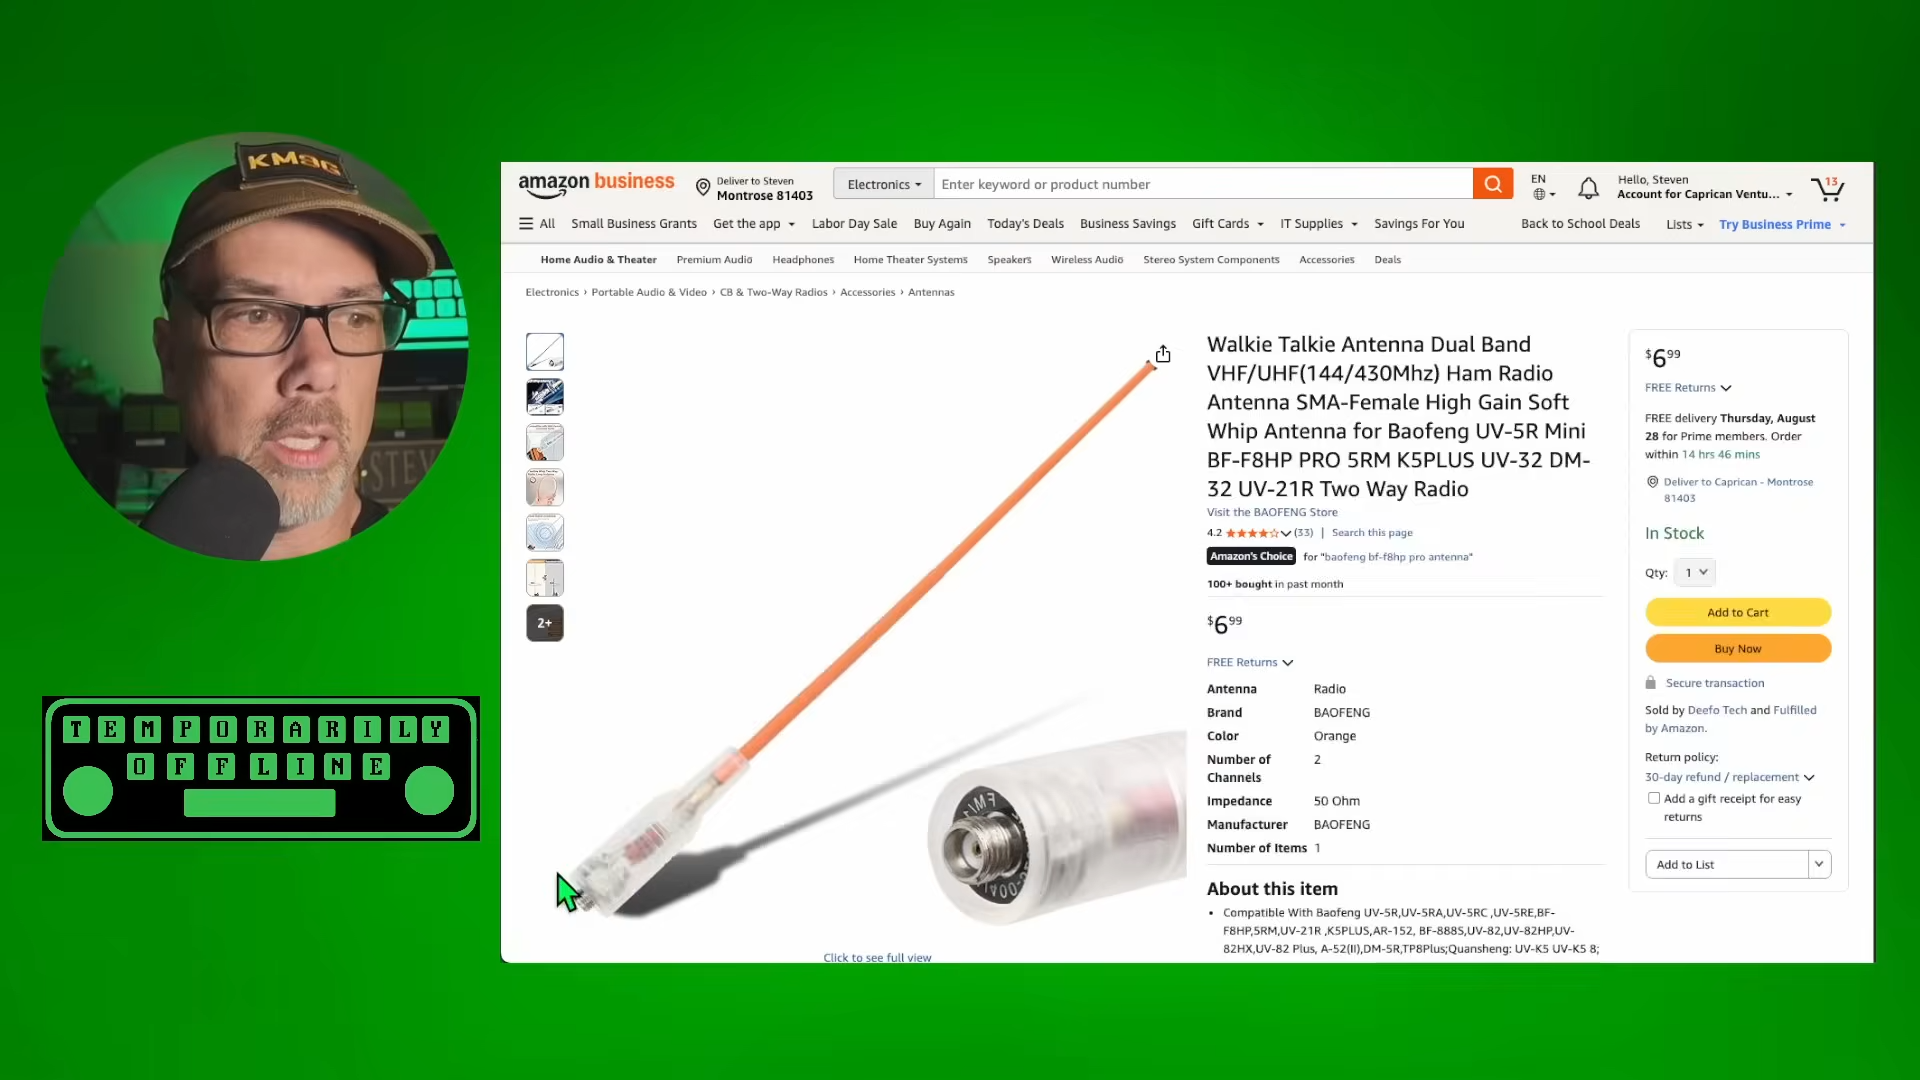 KM9G
STEV
TEMPORARILY
OFFLINE
amazon business
Deliver to Steven
Montrose 81403
Electronics
Enter keyword or product number
EN
Hello, Steven
Account for Caprican Ventu...
13
All
Small Business Grants
Get the app
Labor Day Sale
Buy Again
Today's Deals
Business Savings
Gift Cards
IT Supplies
Savings For You
Back to School Deals
Lists
Try Business Prime
Home Audio & Theater
Premium Audio
Headphones
Home Theater Systems
Speakers
Wireless Audio
Stereo System Components
Accessories
Deals
Electronics › Portable Audio & Video › CB & Two-Way Radios › Accessories › Antennas
2+
Click to see full view
Walkie Talkie Antenna Dual Band
VHF/UHF(144/430Mhz) Ham Radio
Antenna SMA-Female High Gain Soft
Whip Antenna for Baofeng UV-5R Mini
BF-F8HP PRO 5RM K5PLUS UV-32 DM-
32 UV-21R Two Way Radio
Visit the BAOFENG Store
4.2 (33) | Search this page
Amazon's Choice for "baofeng bf-f8hp pro antenna"
100+ bought in past month
$6.99
FREE Returns
Antenna Radio
Brand BAOFENG
Color Orange
Number of Channels 2
Impedance 50 Ohm
Manufacturer BAOFENG
Number of Items 1
About this item
• Compatible With Baofeng UV-5R,UV-5RA,UV-5RC ,UV-5RE,BF-
F8HP,5RM,UV-21R ,K5PLUS,AR-152, BF-888S,UV-82,UV-82HP,UV-
82HX,UV-82 Plus, A-52(II),DM-5R,TP8Plus;Quansheng: UV-K5 UV-K5 8;
$6.99
FREE Returns
FREE delivery Thursday, August
28 for Prime members. Order
within 14 hrs 46 mins
Deliver to Caprican - Montrose
81403
In Stock
Qty: 1
Add to Cart
Buy Now
Secure transaction
Sold by Deefo Tech and Fulfilled
by Amazon.
Return policy:
30-day refund / replacement
Add a gift receipt for easy
returns
Add to List